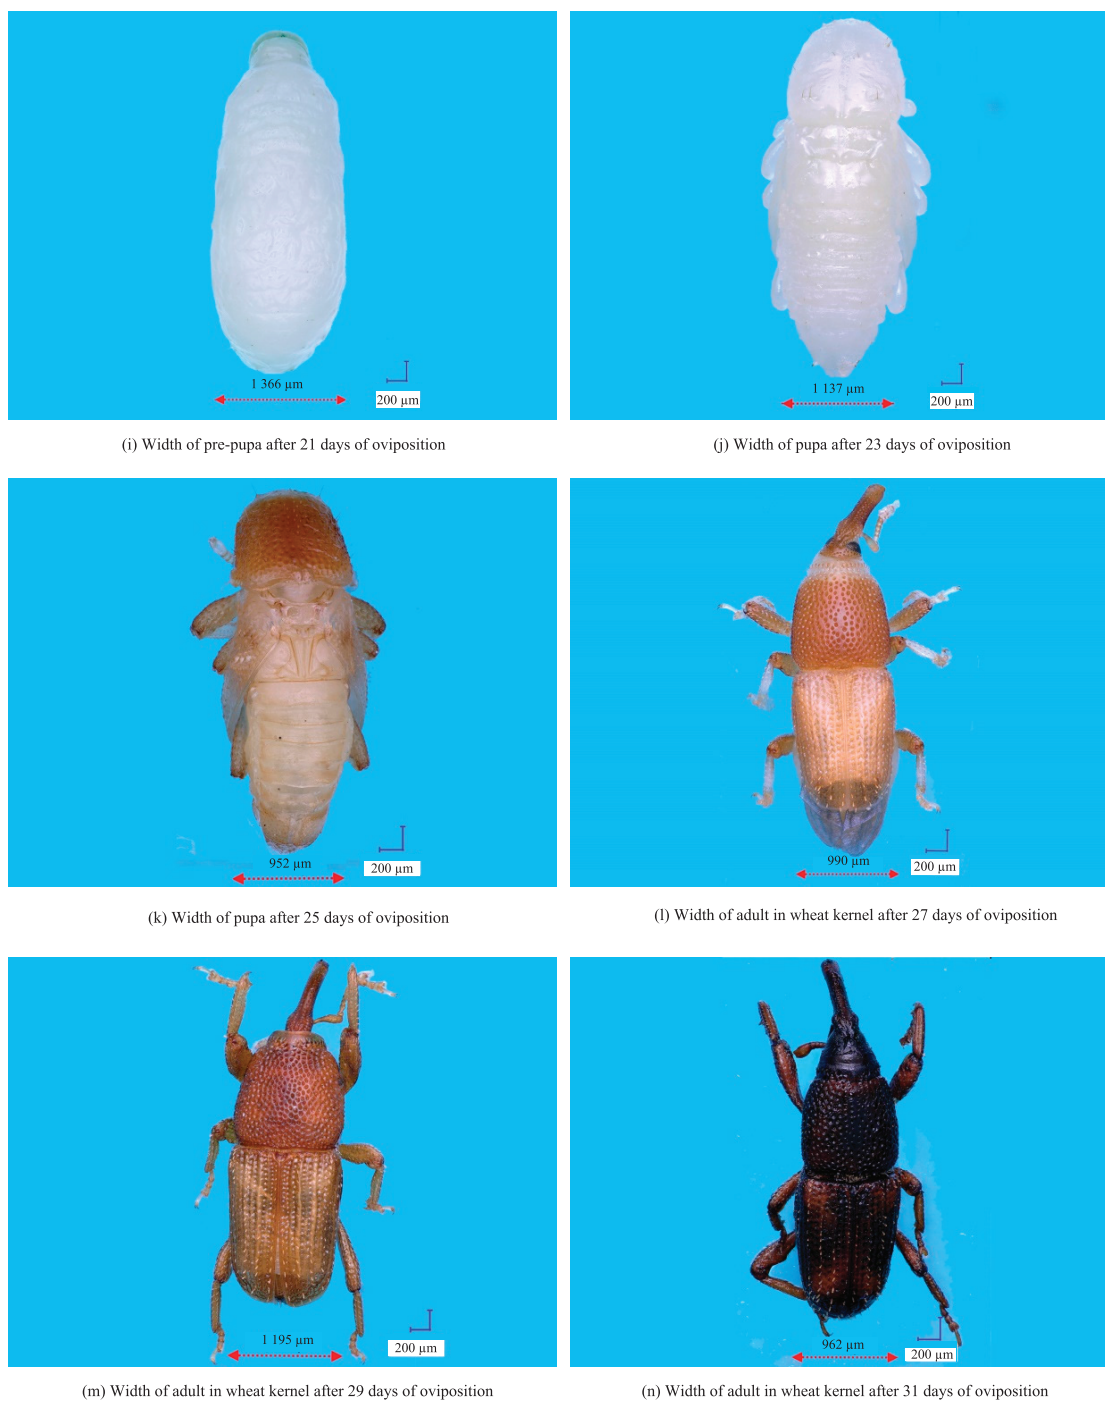 1 366 µm
200 µm
(i) Width of pre-pupa after 21 days of oviposition
1 137 µm
200 µm
(j) Width of pupa after 23 days of oviposition
952 µm
200 µm
(k) Width of pupa after 25 days of oviposition
990 µm
200 µm
(l) Width of adult in wheat kernel after 27 days of oviposition
1 195 µm
200 µm
(m) Width of adult in wheat kernel after 29 days of oviposition
962 µm
200 µm
(n) Width of adult in wheat kernel after 31 days of oviposition